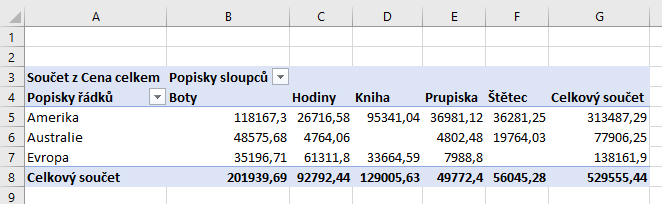 A B C D E F G
1
2
3 Součet z Cena celkem Popisky sloupců
4 Popisky řádků Boty Hodiny Kniha Prupiska Štětec Celkový součet
5 Amerika 118167,3 26716,58 95341,04 36981,12 36281,25 313487,29
6 Australie 48575,68 4764,06 4802,48 19764,03 77906,25
7 Evropa 35196,71 61311,8 33664,59 7988,8 138161,9
8 Celkový součet 201939,69 92792,44 129005,63 49772,4 56045,28 529555,44
9